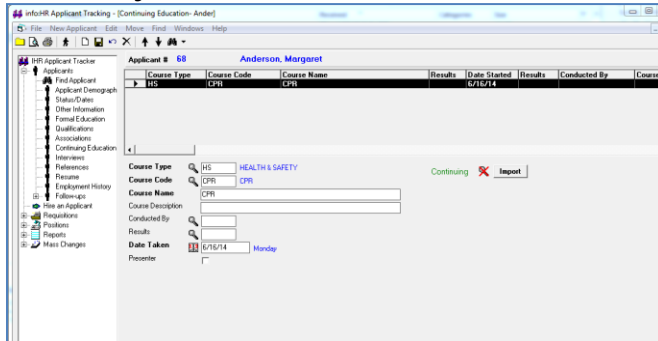 info:HR Applicant Tracking - [Continuing Education- Ander]
File New Applicant Edit Move Find Windows Help
IHR Applicant Tracker
Applicants
Find Applicant
Applicant Demograph
Status/Dates
Other Information
Formal Education
Qualifications
Associations
Continuing Education
Interviews
References
Resume
Employment History
Follow-ups
Hire an Applicant
Requisitions
Positions
Reports
Mass Changes
Applicant # 68 Anderson, Margaret
Course Type Course Code Course Name Results Date Started Results Conducted By Course
HS CPR CPR 6/16/14
Course Type HS HEALTH & SAFETY
Course Code CPR CPR
Course Name CPR
Course Description
Conducted By
Results
Date Taken 6/16/14 Monday
Presenter
Continuing Import